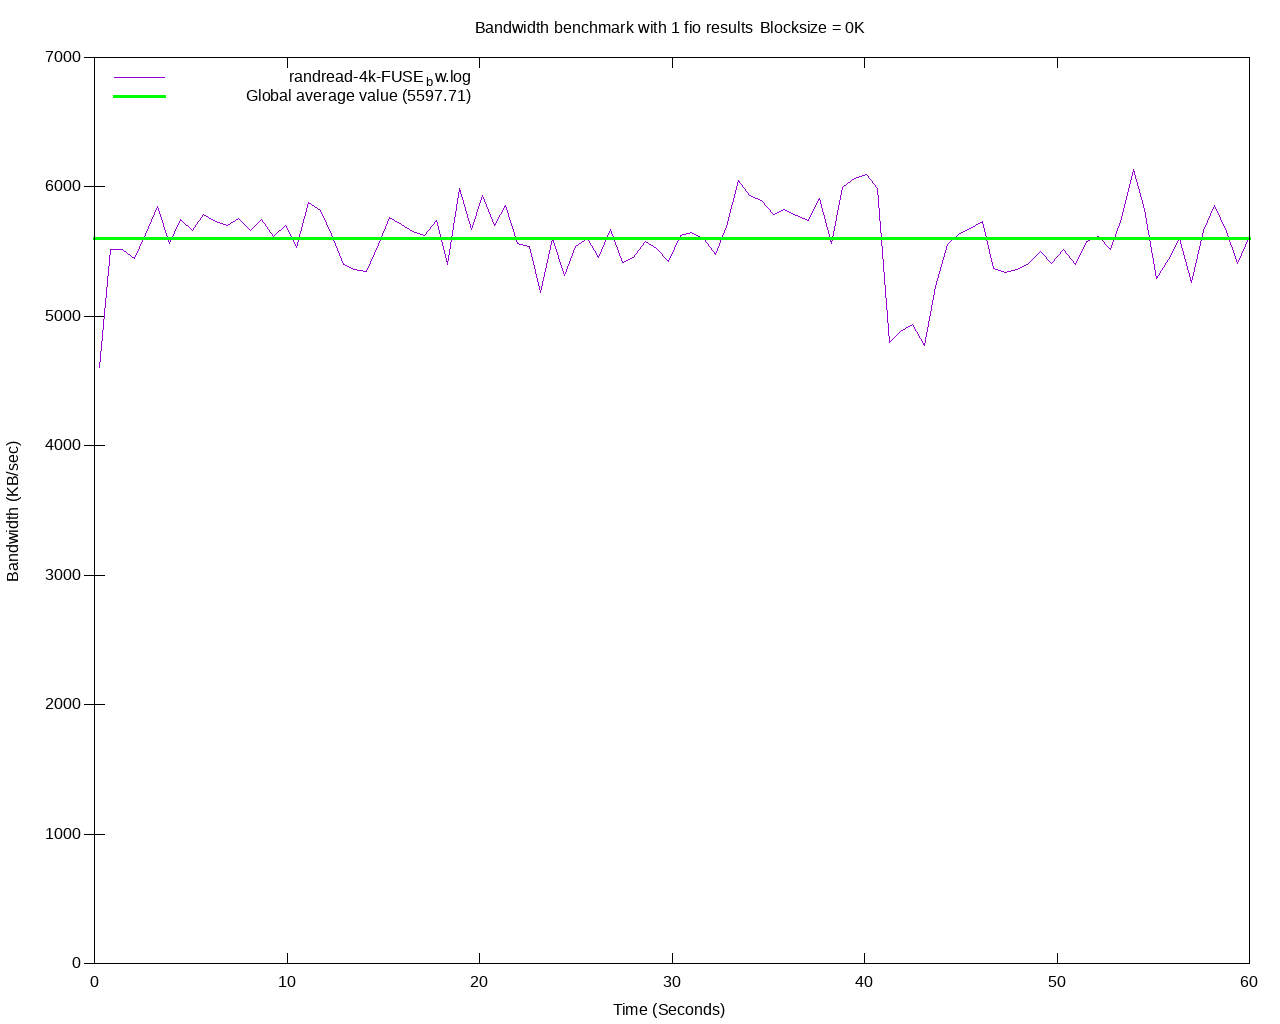 Bandwidth benchmark with 1 fio results Blocksize = 0K
7000
randread-4k-FUSE_bw.log
Global average value (5597.71)
6000
5000
4000
Bandwidth (KB/sec)
3000
2000
1000
0
0 10 20 30 40 50 60
Time (Seconds)